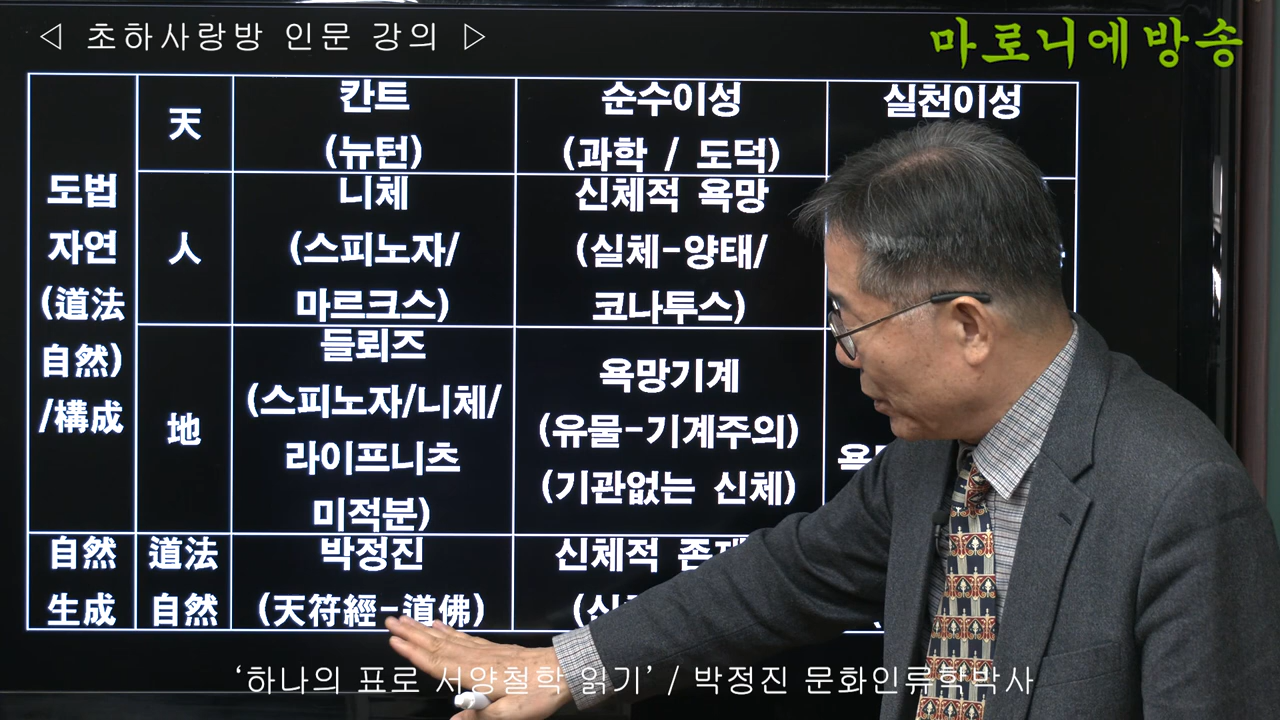 ◁ 초하사랑방 인문 강의 ▷
마로니에방송
도법
자연
(道法
自然)
/構成
天
칸트
(뉴턴)
순수이성
(과학 / 도덕)
실천이성
人
니체
(스피노자/
마르크스)
신체적 욕망
(실체-양태/
코나투스)
地
들뢰즈
(스피노자/니체/
라이프니츠
미적분)
욕망기계
(유물-기계주의)
(기관없는 신체)
自然
生成
道法
自然
박정진
(天符經-道佛)
신체적
‘하나의 표로 서양철학 읽기’ / 박정진 문화인류학박사